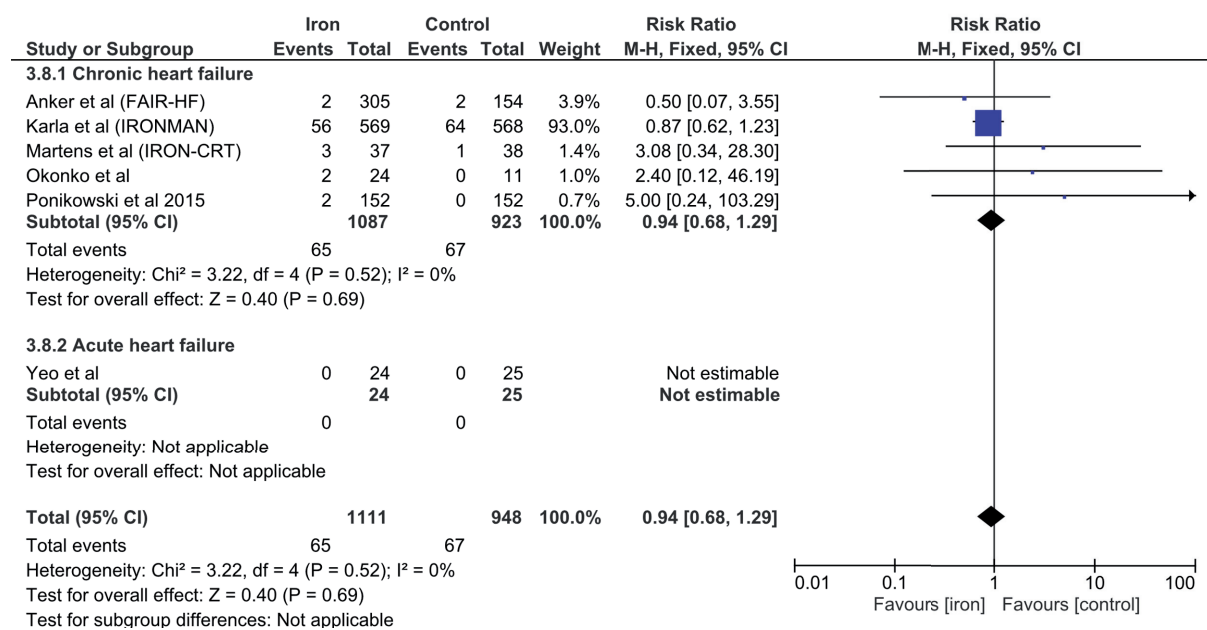 Iron Control Risk Ratio Risk Ratio
Study or Subgroup Events Total Events Total Weight M-H, Fixed, 95% CI M-H, Fixed, 95% CI
3.8.1 Chronic heart failure
Anker et al (FAIR-HF) 2 305 2 154 3.9% 0.50 [0.07, 3.55]
Karla et al (IRONMAN) 56 569 64 568 93.0% 0.87 [0.62, 1.23]
Martens et al (IRON-CRT) 3 37 1 38 1.4% 3.08 [0.34, 28.30]
Okonko et al 2 24 0 11 1.0% 2.40 [0.12, 46.19]
Ponikowski et al 2015 2 152 0 152 0.7% 5.00 [0.24, 103.29]
Subtotal (95% CI) 1087 923 100.0% 0.94 [0.68, 1.29]
Total events 65 67
Heterogeneity: Chi² = 3.22, df = 4 (P = 0.52); I² = 0%
Test for overall effect: Z = 0.40 (P = 0.69)
3.8.2 Acute heart failure
Yeo et al 0 24 0 25 Not estimable
Subtotal (95% CI) 24 25 Not estimable
Total events 0 0
Heterogeneity: Not applicable
Test for overall effect: Not applicable
Total (95% CI) 1111 948 100.0% 0.94 [0.68, 1.29]
Total events 65 67
Heterogeneity: Chi² = 3.22, df = 4 (P = 0.52); I² = 0%
Test for overall effect: Z = 0.40 (P = 0.69)
Test for subgroup differences: Not applicable
0.01 0.1 1 10 100
Favours [iron] Favours [control]